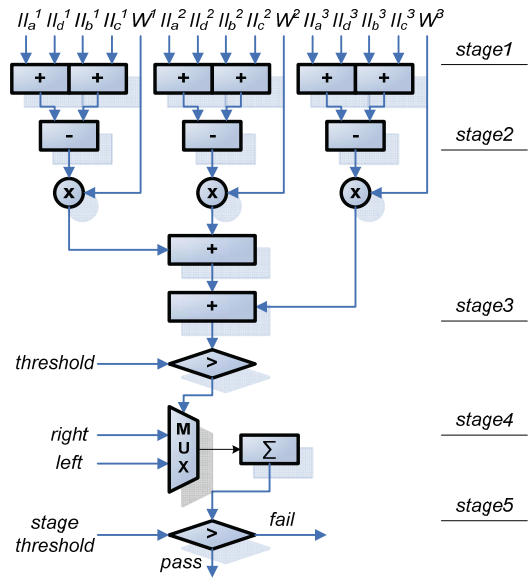 IIa¹ IId¹ IIb¹ IIc¹ W¹ IIa² IId² IIb² IIc² W² IIa³ IId³ IIb³ IIc³ W³
stage1
+ + + + + +
stage2
- - -
x x x
+
+
stage3
threshold >
stage4
right
left
MUX
Σ
stage5
stage threshold
>
fail
pass